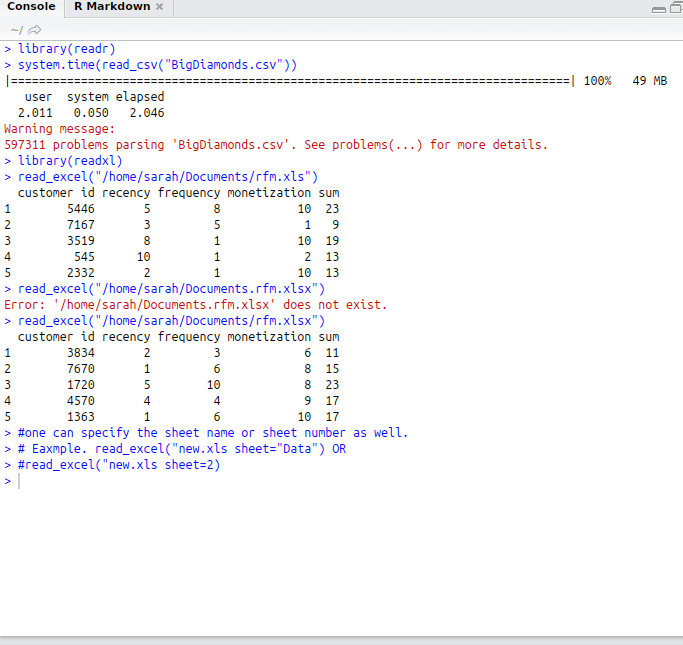 Console R Markdown ×
~/
> library(readr)
> system.time(read_csv("BigDiamonds.csv"))
|================================================================================| 100%   49 MB
   user  system elapsed
  2.011   0.050   2.046
Warning message:
597311 problems parsing 'BigDiamonds.csv'. See problems(...) for more details.
> library(readxl)
> read_excel("/home/sarah/Documents/rfm.xls")
  customer id recency frequency monetization sum
1        5446       5         8           10  23
2        7167       3         5            1   9
3        3519       8         1           10  19
4         545      10         1            2  13
5        2332       2         1           10  13
> read_excel("/home/sarah/Documents.rfm.xlsx")
Error: '/home/sarah/Documents.rfm.xlsx' does not exist.
> read_excel("/home/sarah/Documents/rfm.xlsx")
  customer id recency frequency monetization sum
1        3834       2         3            6  11
2        7670       1         6            8  15
3        1720       5        10            8  23
4        4570       4         4            9  17
5        1363       1         6           10  17
> #one can specify the sheet name or sheet number as well.
> # Eaxmple. read_excel("new.xls sheet="Data") OR
> #read_excel("new.xls sheet=2)
>